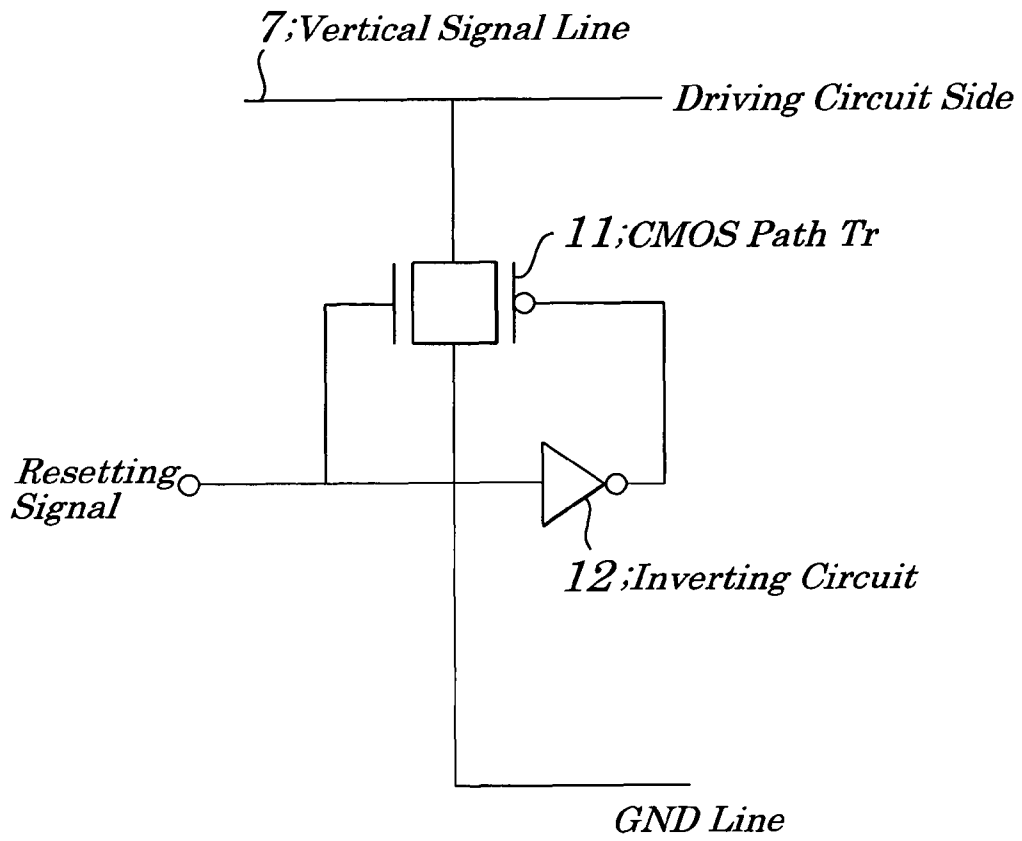 7;Vertical Signal Line
Driving Circuit Side
11;CMOS Path Tr
Resetting
Signal
12;Inverting Circuit
GND Line